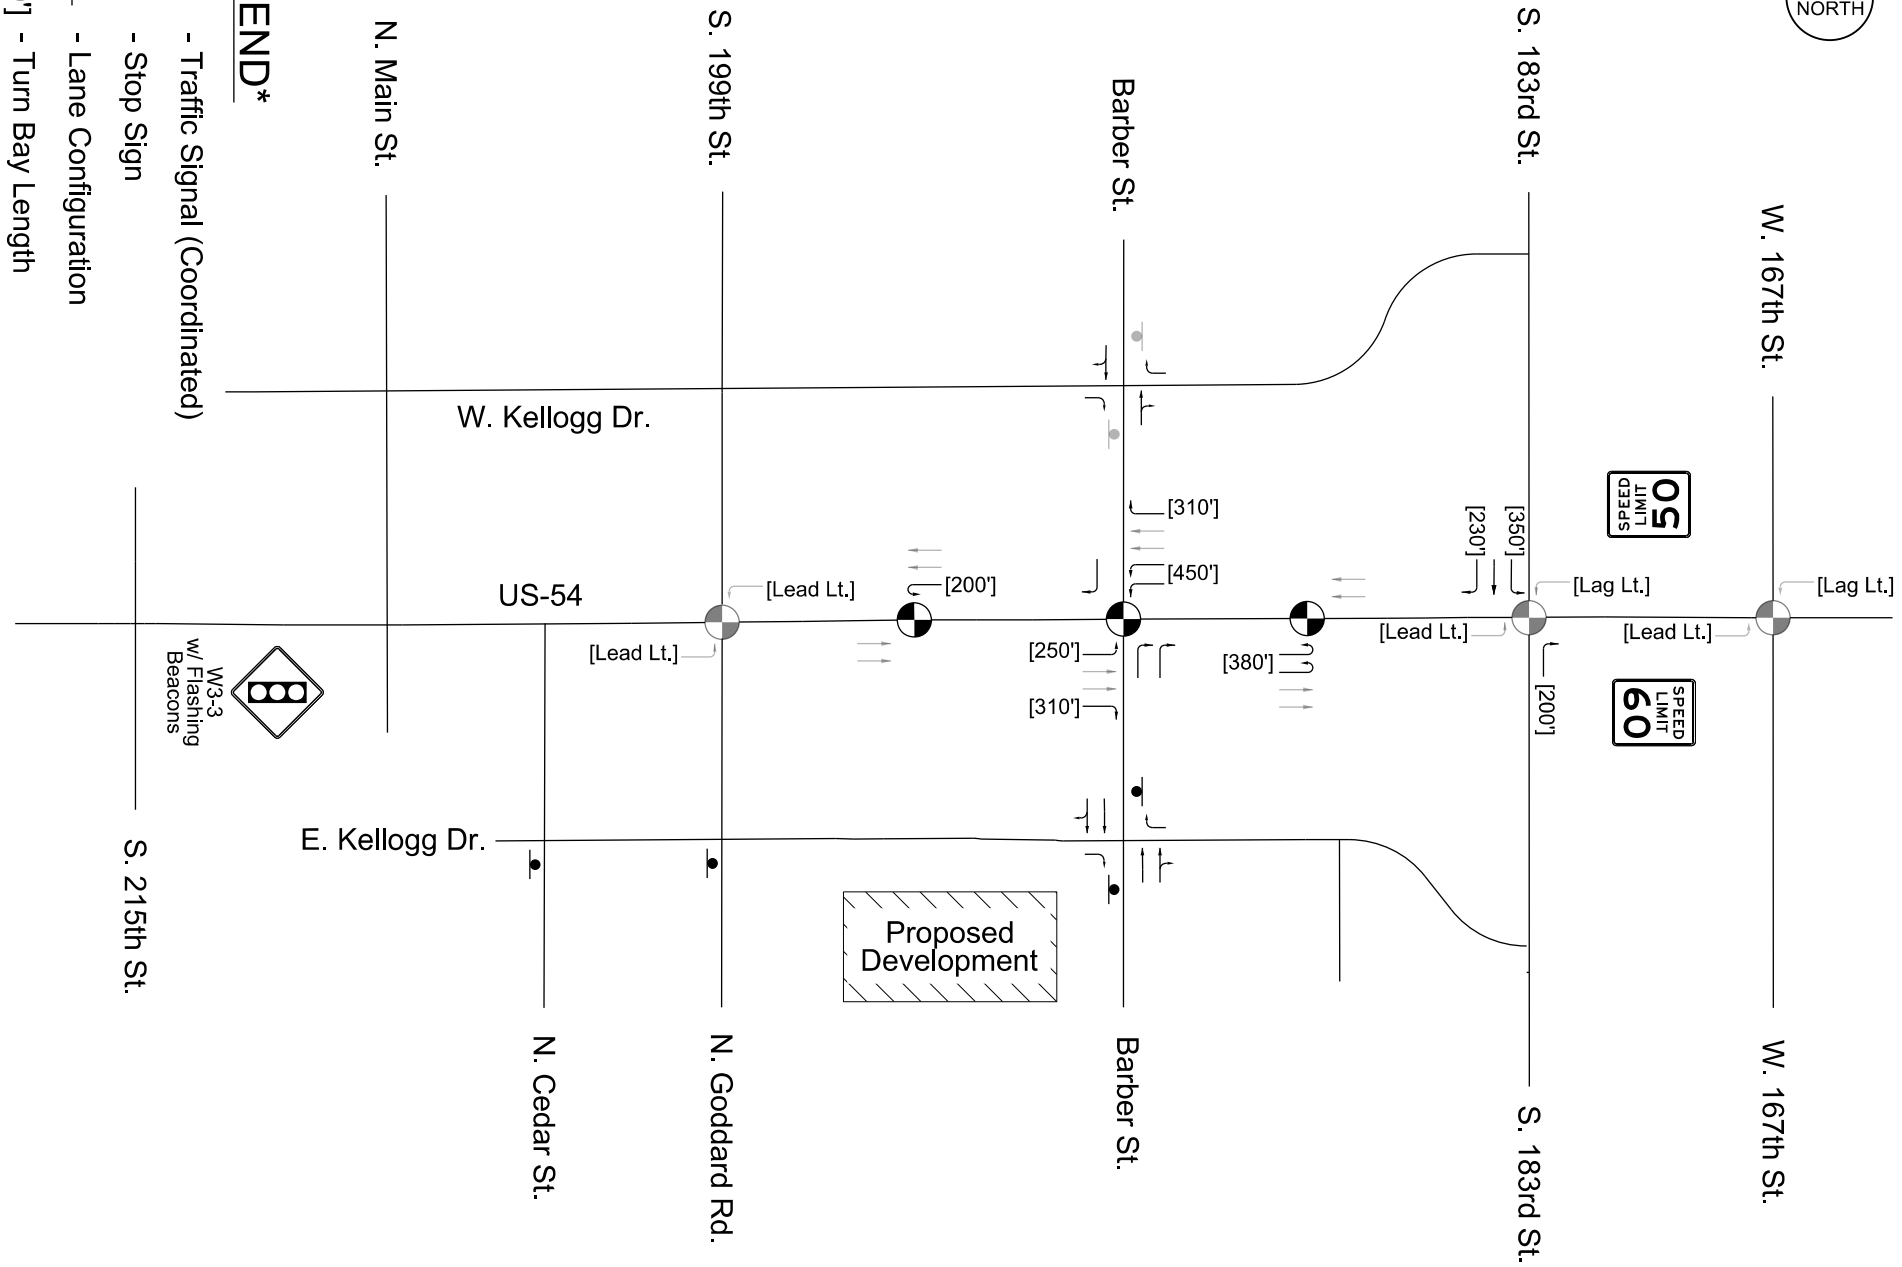 NORTH
END*
- Traffic Signal (Coordinated)
- Stop Sign
- Lane Configuration
'] - Turn Bay Length
N. Main St.
S. 199th St.
Barber St.
S. 183rd St.
W. 167th St.
W. Kellogg Dr.
SPEED
LIMIT
50
[310']
[230']
[350']
[450']
[200']
[Lead Lt.]
[Lag Lt.]
[Lag Lt.]
US-54
[Lead Lt.]
[250']
[380']
[Lead Lt.]
[Lead Lt.]
[310']
[200']
SPEED
LIMIT
60
W3-3
w/ Flashing
Beacons
E. Kellogg Dr.
Proposed
Development
S. 215th St.
N. Cedar St.
N. Goddard Rd.
Barber St.
S. 183rd St.
W. 167th St.